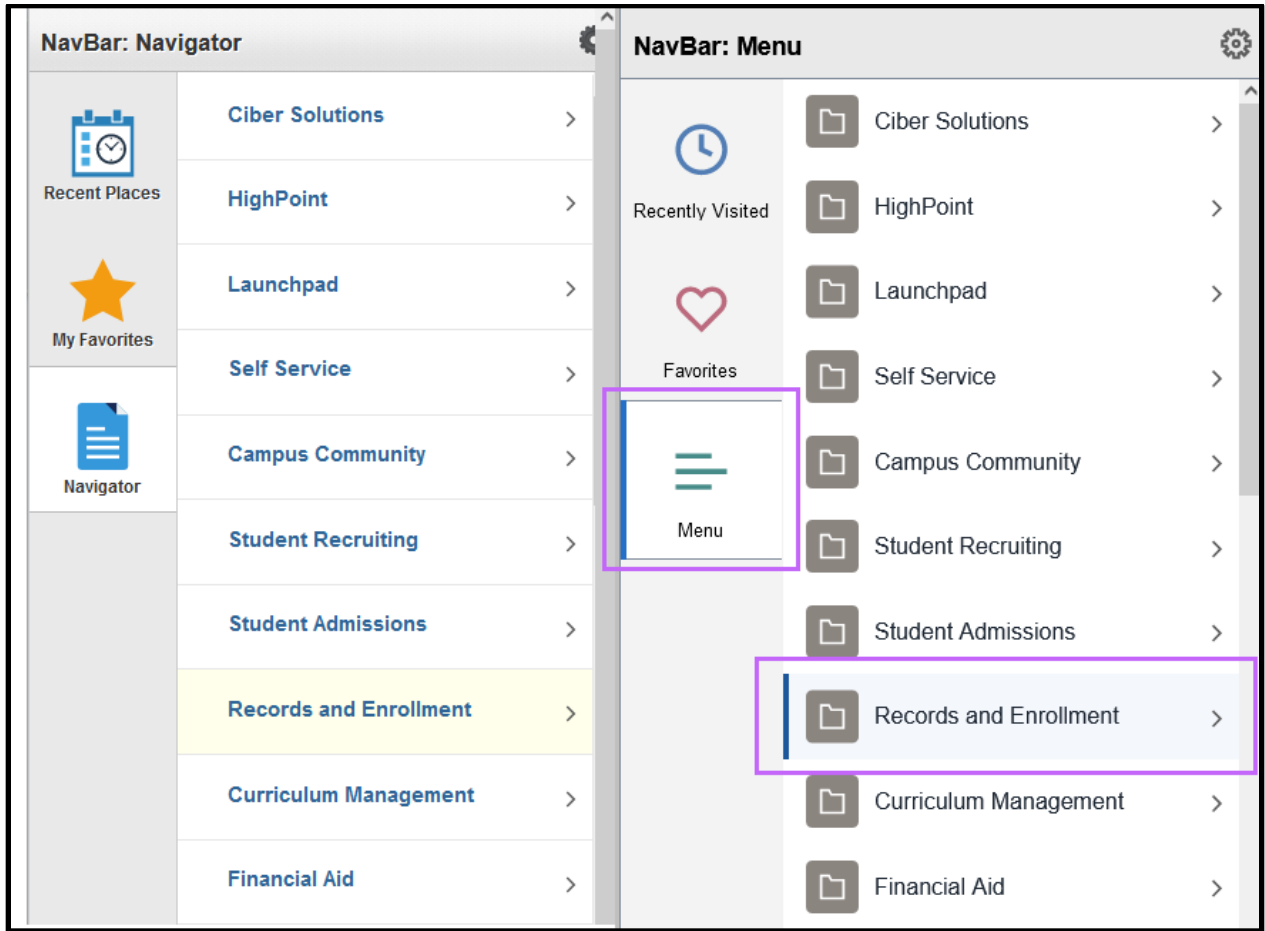 NavBar: Navigator
Recent Places
My Favorites
Navigator
Ciber Solutions
HighPoint
Launchpad
Self Service
Campus Community
Student Recruiting
Student Admissions
Records and Enrollment
Curriculum Management
Financial Aid
NavBar: Menu
Recently Visited
Favorites
Menu
Ciber Solutions
HighPoint
Launchpad
Self Service
Campus Community
Student Recruiting
Student Admissions
Records and Enrollment
Curriculum Management
Financial Aid